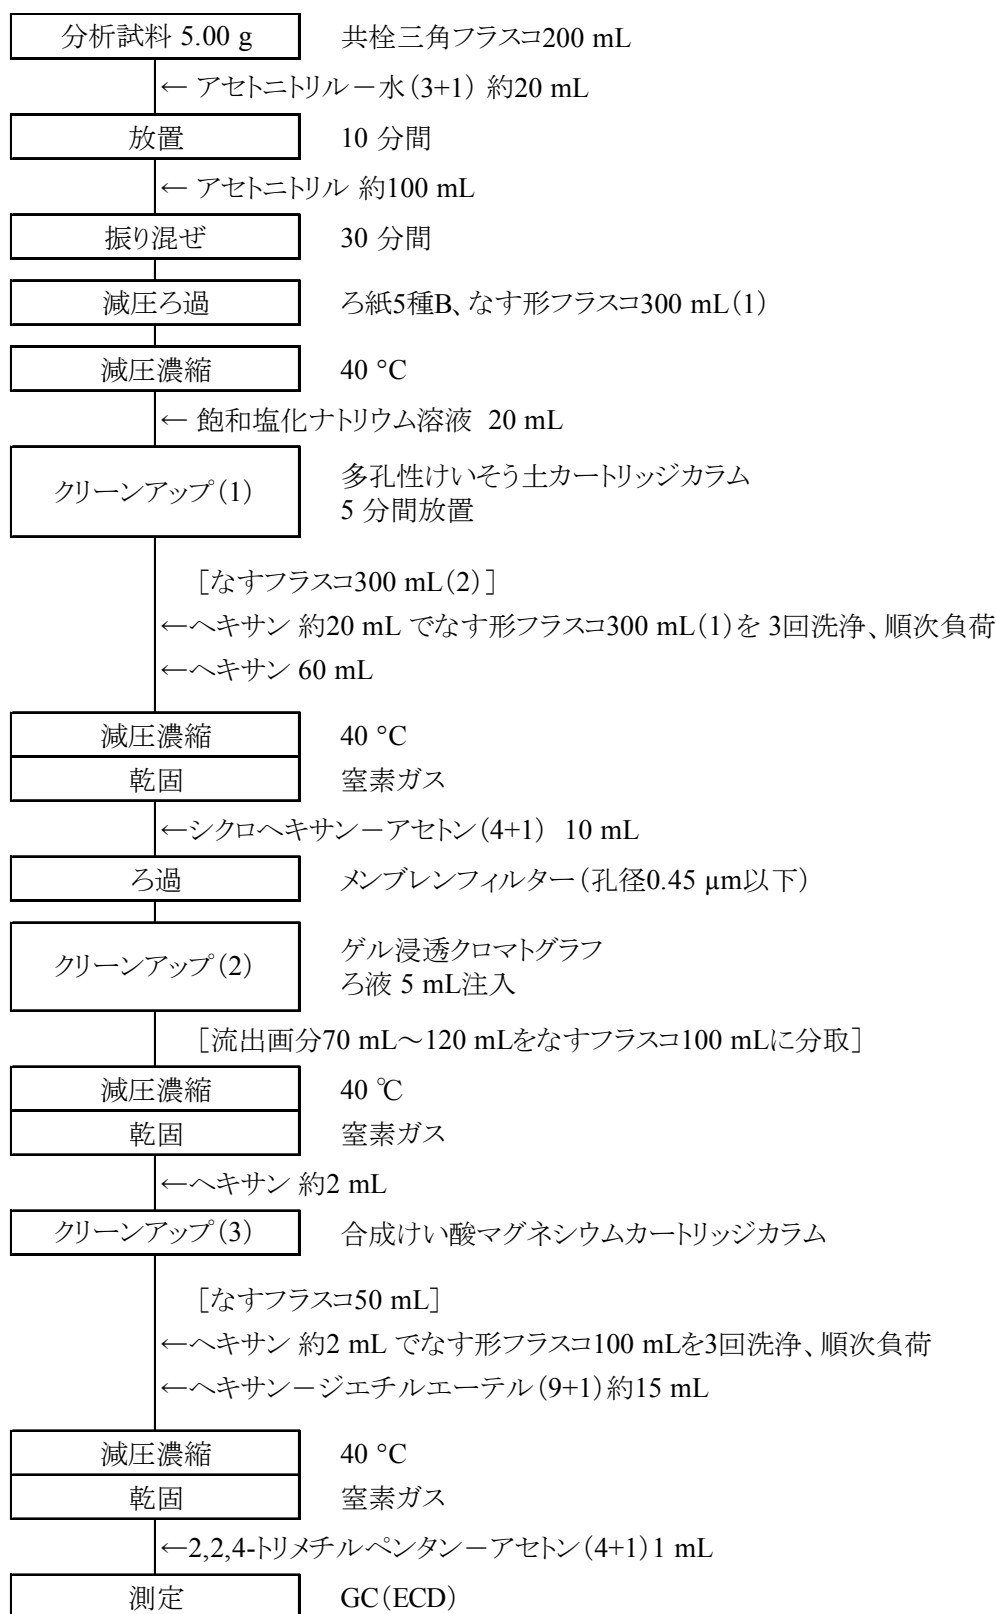 分析試料 5.00 g 共栓三角フラスコ200 mL
← アセトニトリル－水(3+1) 約20 mL
放置 10 分間
← アセトニトリル 約100 mL
振り混ぜ 30 分間
減圧ろ過 ろ紙5種B、なす形フラスコ300 mL(1)
減圧濃縮 40 °C
← 飽和塩化ナトリウム溶液 20 mL
クリーンアップ(1) 多孔性けいそう土カートリッジカラム
5 分間放置
[なすフラスコ300 mL(2)]
←ヘキサン 約20 mL でなす形フラスコ300 mL(1)を 3回洗浄、順次負荷
←ヘキサン 60 mL
減圧濃縮 40 °C
乾固 窒素ガス
←シクロヘキサン－アセトン(4+1) 10 mL
ろ過 メンブレンフィルター(孔径0.45 µm以下)
クリーンアップ(2) ゲル浸透クロマトグラフ
ろ液 5 mL注入
[流出画分70 mL～120 mLをなすフラスコ100 mLに分取]
減圧濃縮 40 ℃
乾固 窒素ガス
←ヘキサン 約2 mL
クリーンアップ(3) 合成けい酸マグネシウムカートリッジカラム
[なすフラスコ50 mL]
←ヘキサン 約2 mL でなす形フラスコ100 mLを3回洗浄、順次負荷
←ヘキサン－ジエチルエーテル(9+1)約15 mL
減圧濃縮 40 °C
乾固 窒素ガス
←2,2,4-トリメチルペンタン－アセトン(4+1)1 mL
測定 GC(ECD)